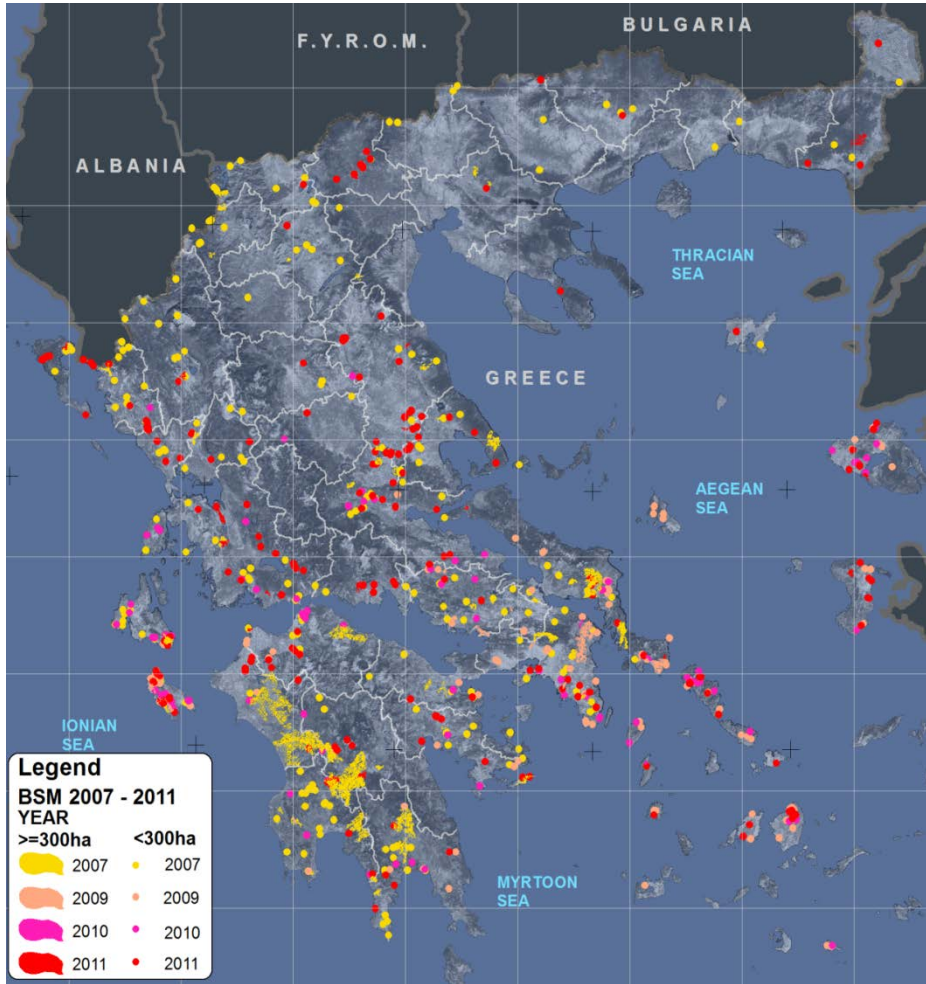 BULGARIA
F.Y.R.O.M.
ALBANIA
THRACIAN
SEA
GREECE
AEGEAN
SEA
IONIAN
SEA
MYRTOON
SEA
Legend
BSM 2007 - 2011
YEAR
>=300ha <300ha
2007 2007
2009 2009
2010 2010
2011 2011